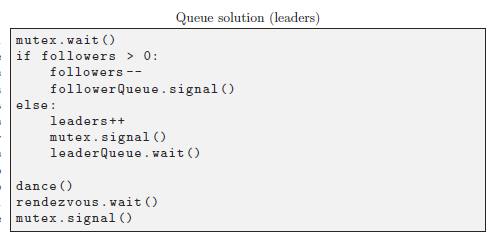 Queue solution (leaders)
mutex.wait()
if followers > 0:
    followers--
    followerQueue.signal()
else:
    leaders++
    mutex.signal()
    leaderQueue.wait()

dance()
rendezvous.wait()
mutex.signal()